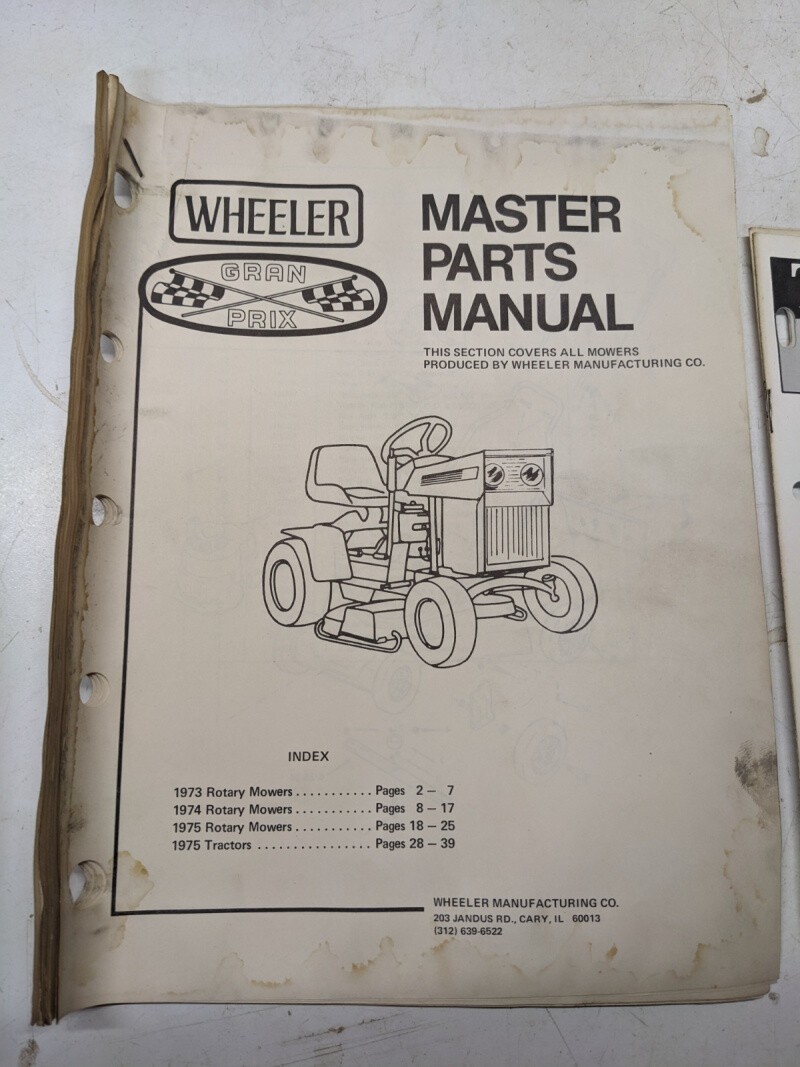 WHEELER
GRAN
PRIX
MASTER
PARTS
MANUAL
THIS SECTION COVERS ALL MOWERS
PRODUCED BY WHEELER MANUFACTURING CO.
INDEX
1973 Rotary Mowers . . . . . . . . . . . Pages 2 — 7
1974 Rotary Mowers . . . . . . . . . . . Pages 8 — 17
1975 Rotary Mowers . . . . . . . . . . . Pages 18 — 25
1975 Tractors . . . . . . . . . . . . . . . . Pages 28 — 39
WHEELER MANUFACTURING CO.
203 JANDUS RD., CARY, IL 60013
(312) 639-6522